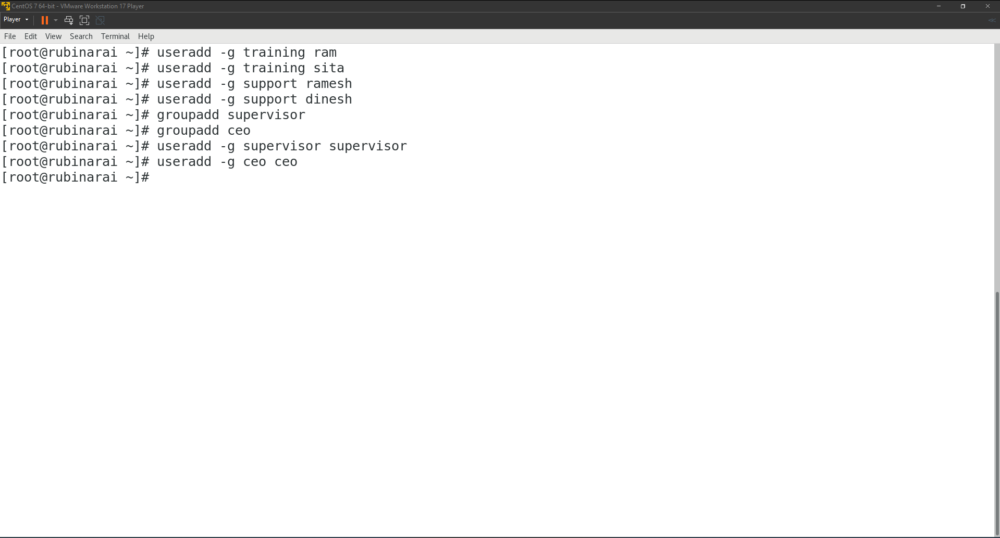 CentOS 7 64-bit - VMware Workstation 17 Player
Player
File Edit View Search Terminal Help
[root@rubinarai ~]# useradd -g training ram
[root@rubinarai ~]# useradd -g training sita
[root@rubinarai ~]# useradd -g support ramesh
[root@rubinarai ~]# useradd -g support dinesh
[root@rubinarai ~]# groupadd supervisor
[root@rubinarai ~]# groupadd ceo
[root@rubinarai ~]# useradd -g supervisor supervisor
[root@rubinarai ~]# useradd -g ceo ceo
[root@rubinarai ~]#